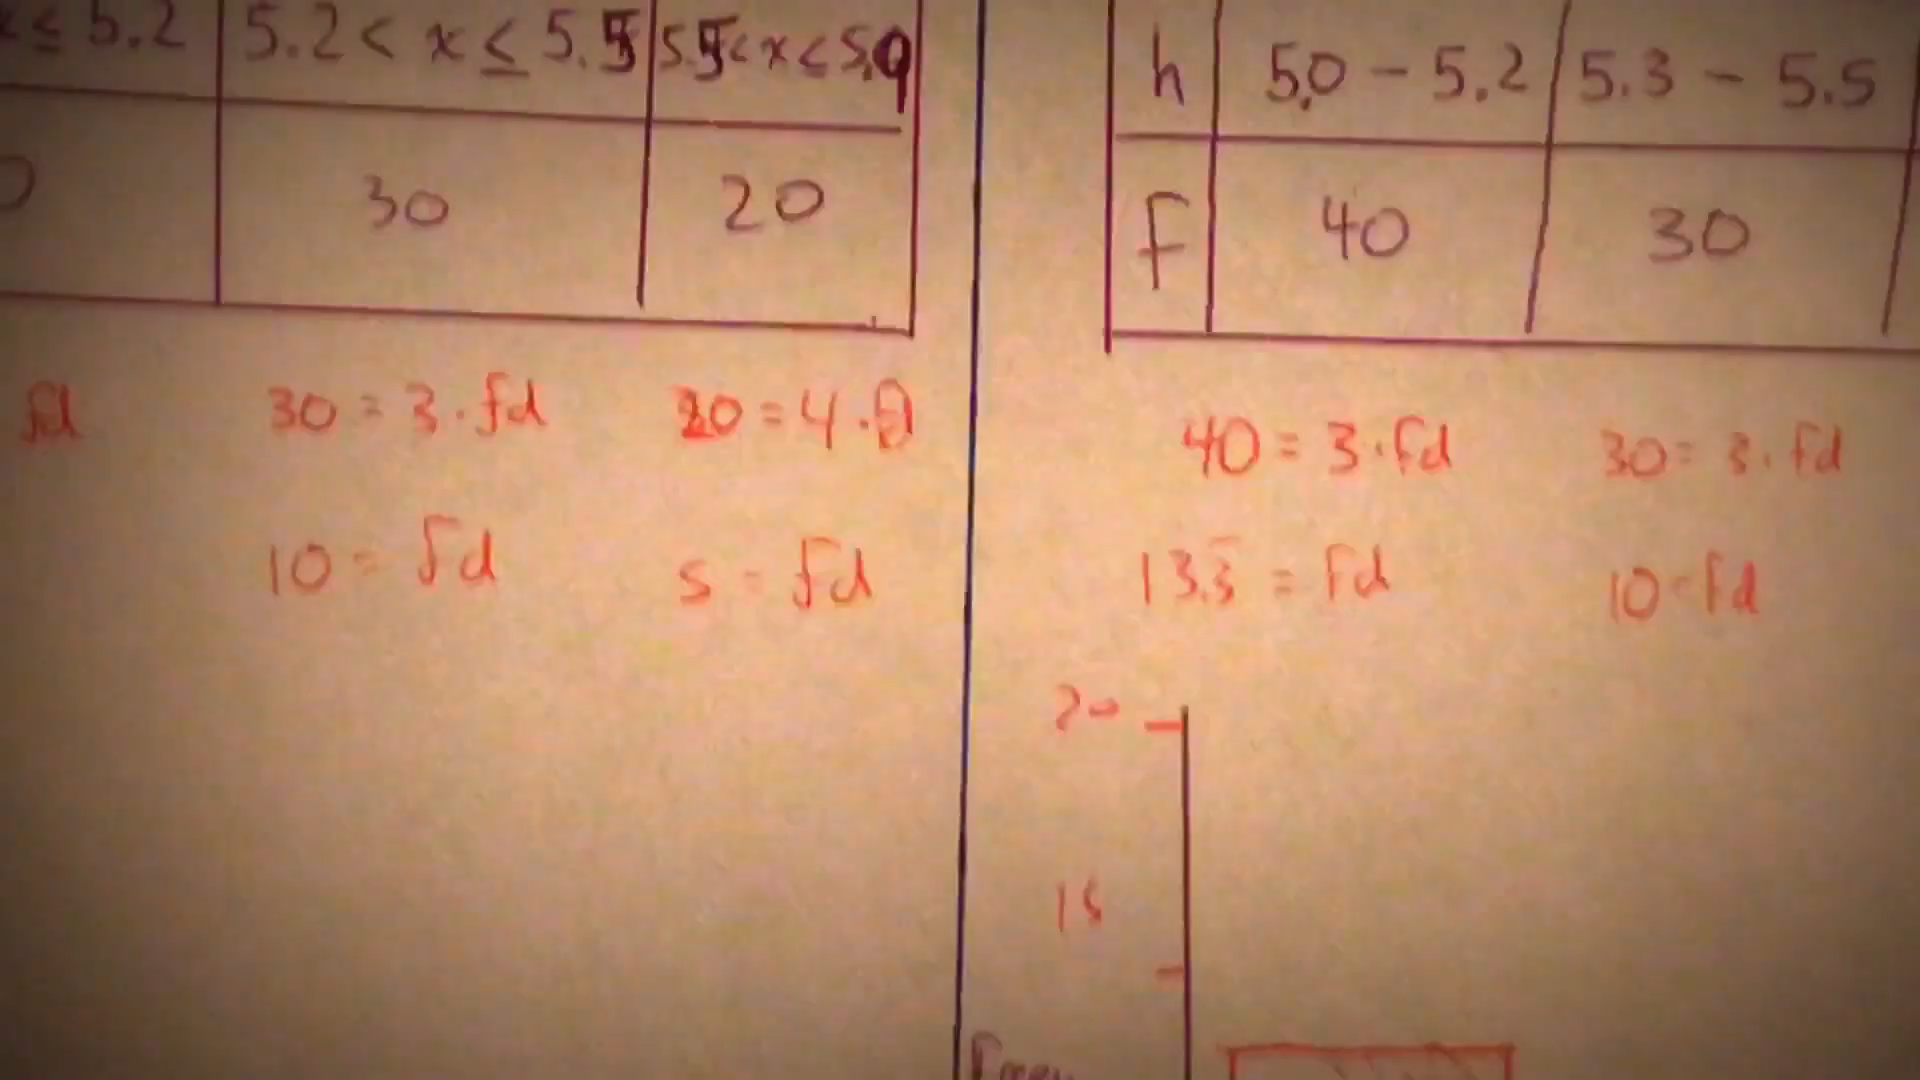 x ≤ 5.2 5.2 < x ≤ 5.5 5.5 < x ≤ 5.9
0 30 20
fd 30 = 3 . fd 20 = 4 . fd
10 = fd 5 = fd
h 5.0 - 5.2 5.3 - 5.5
F 40 30
40 = 3 . fd 30 = 3 . fd
13.3 = fd 10 = fd
20
15